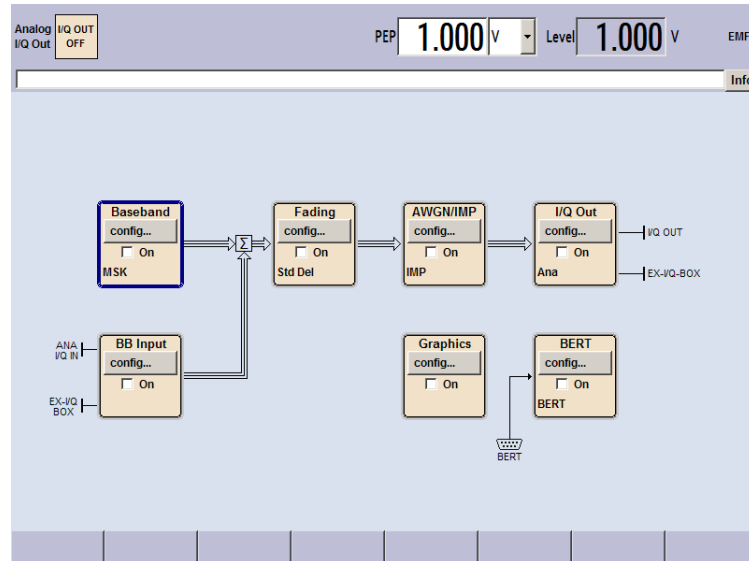 Analog I/Q OUT
I/Q Out OFF
PEP 1.000 V Level 1.000 V EMF
Info
Baseband
config...
On
MSK
Σ
Fading
config...
On
Std Del
AWGN/IMP
config...
On
IMP
I/Q Out
config...
On
Ana
I/Q OUT
EX-I/Q-BOX
ANA
I/Q IN
EX-I/Q
BOX
BB Input
config...
On
Graphics
config...
On
BERT
config...
On
BERT
BERT